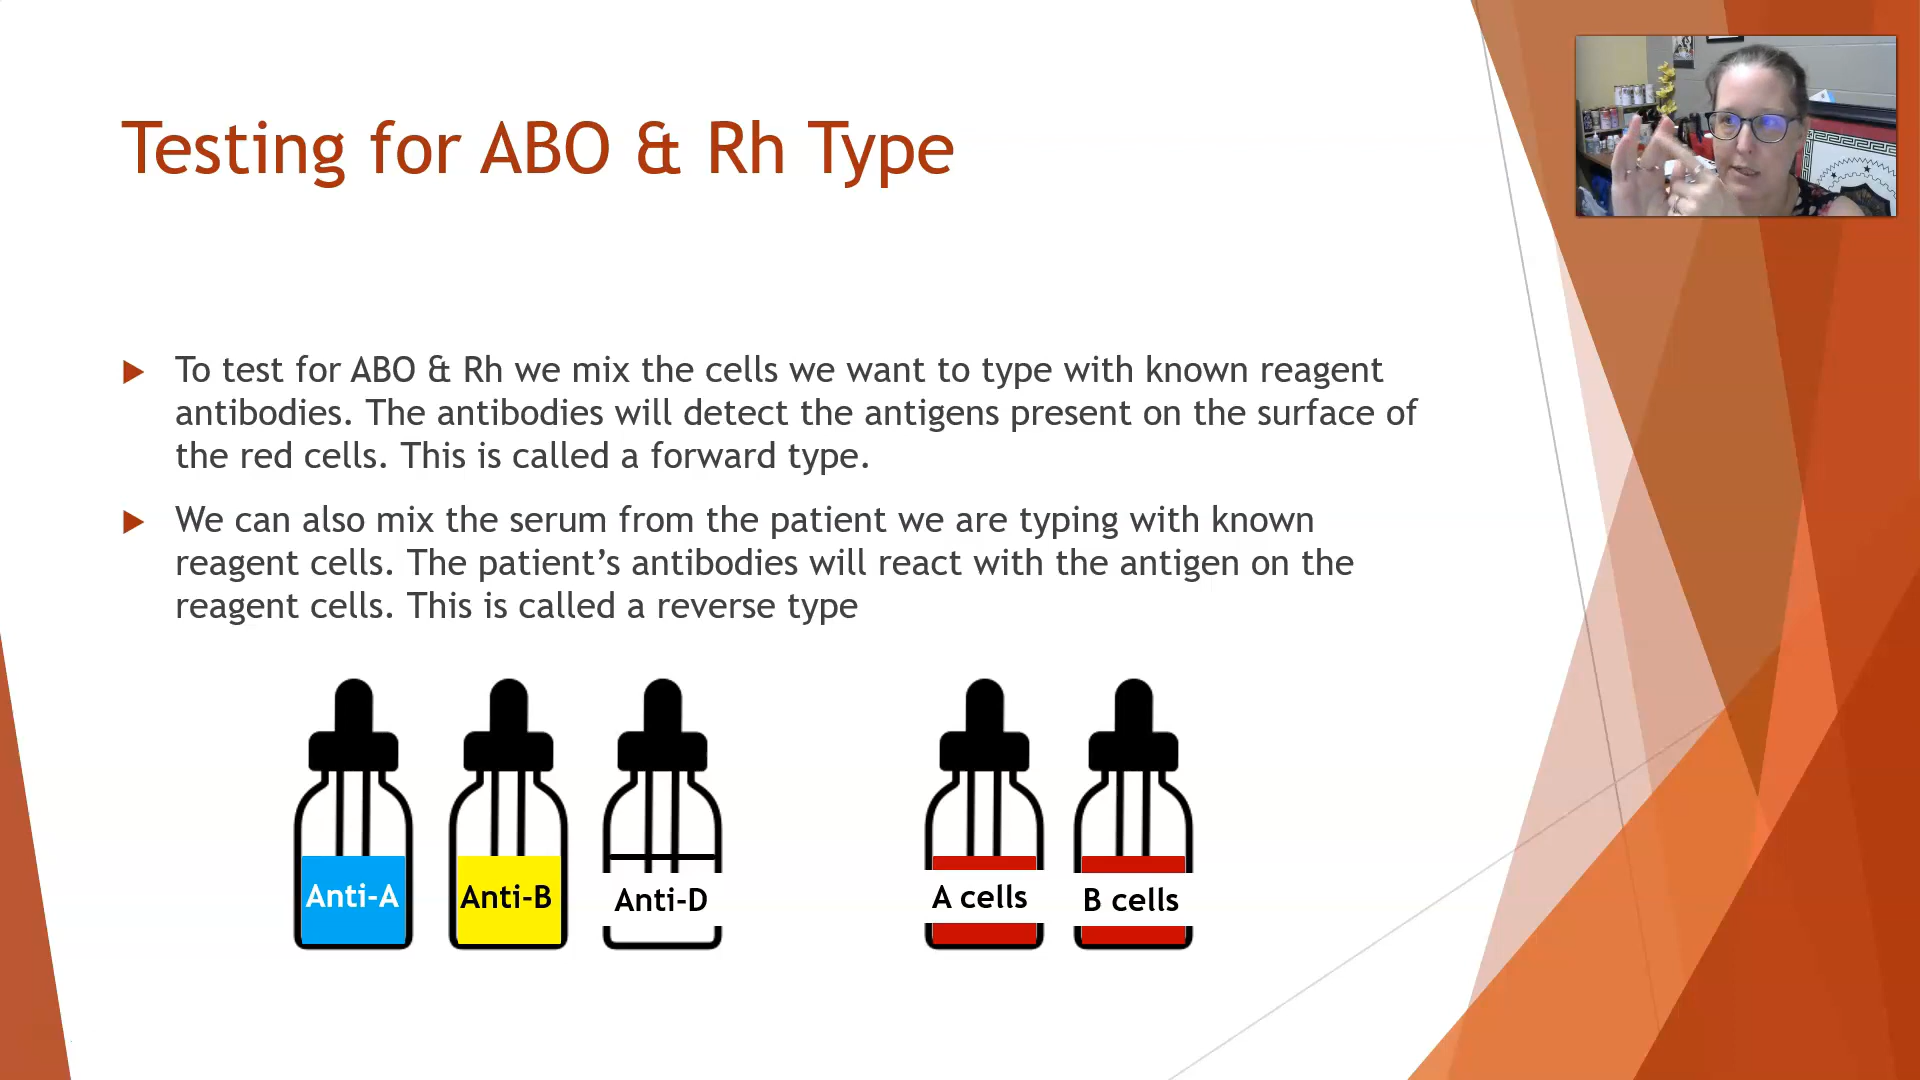 Testing for ABO & Rh Type
To test for ABO & Rh we mix the cells we want to type with known reagent
antibodies. The antibodies will detect the antigens present on the surface of
the red cells. This is called a forward type.
We can also mix the serum from the patient we are typing with known
reagent cells. The patient’s antibodies will react with the antigen on the
reagent cells. This is called a reverse type
Anti-A
Anti-B
Anti-D
A cells
B cells